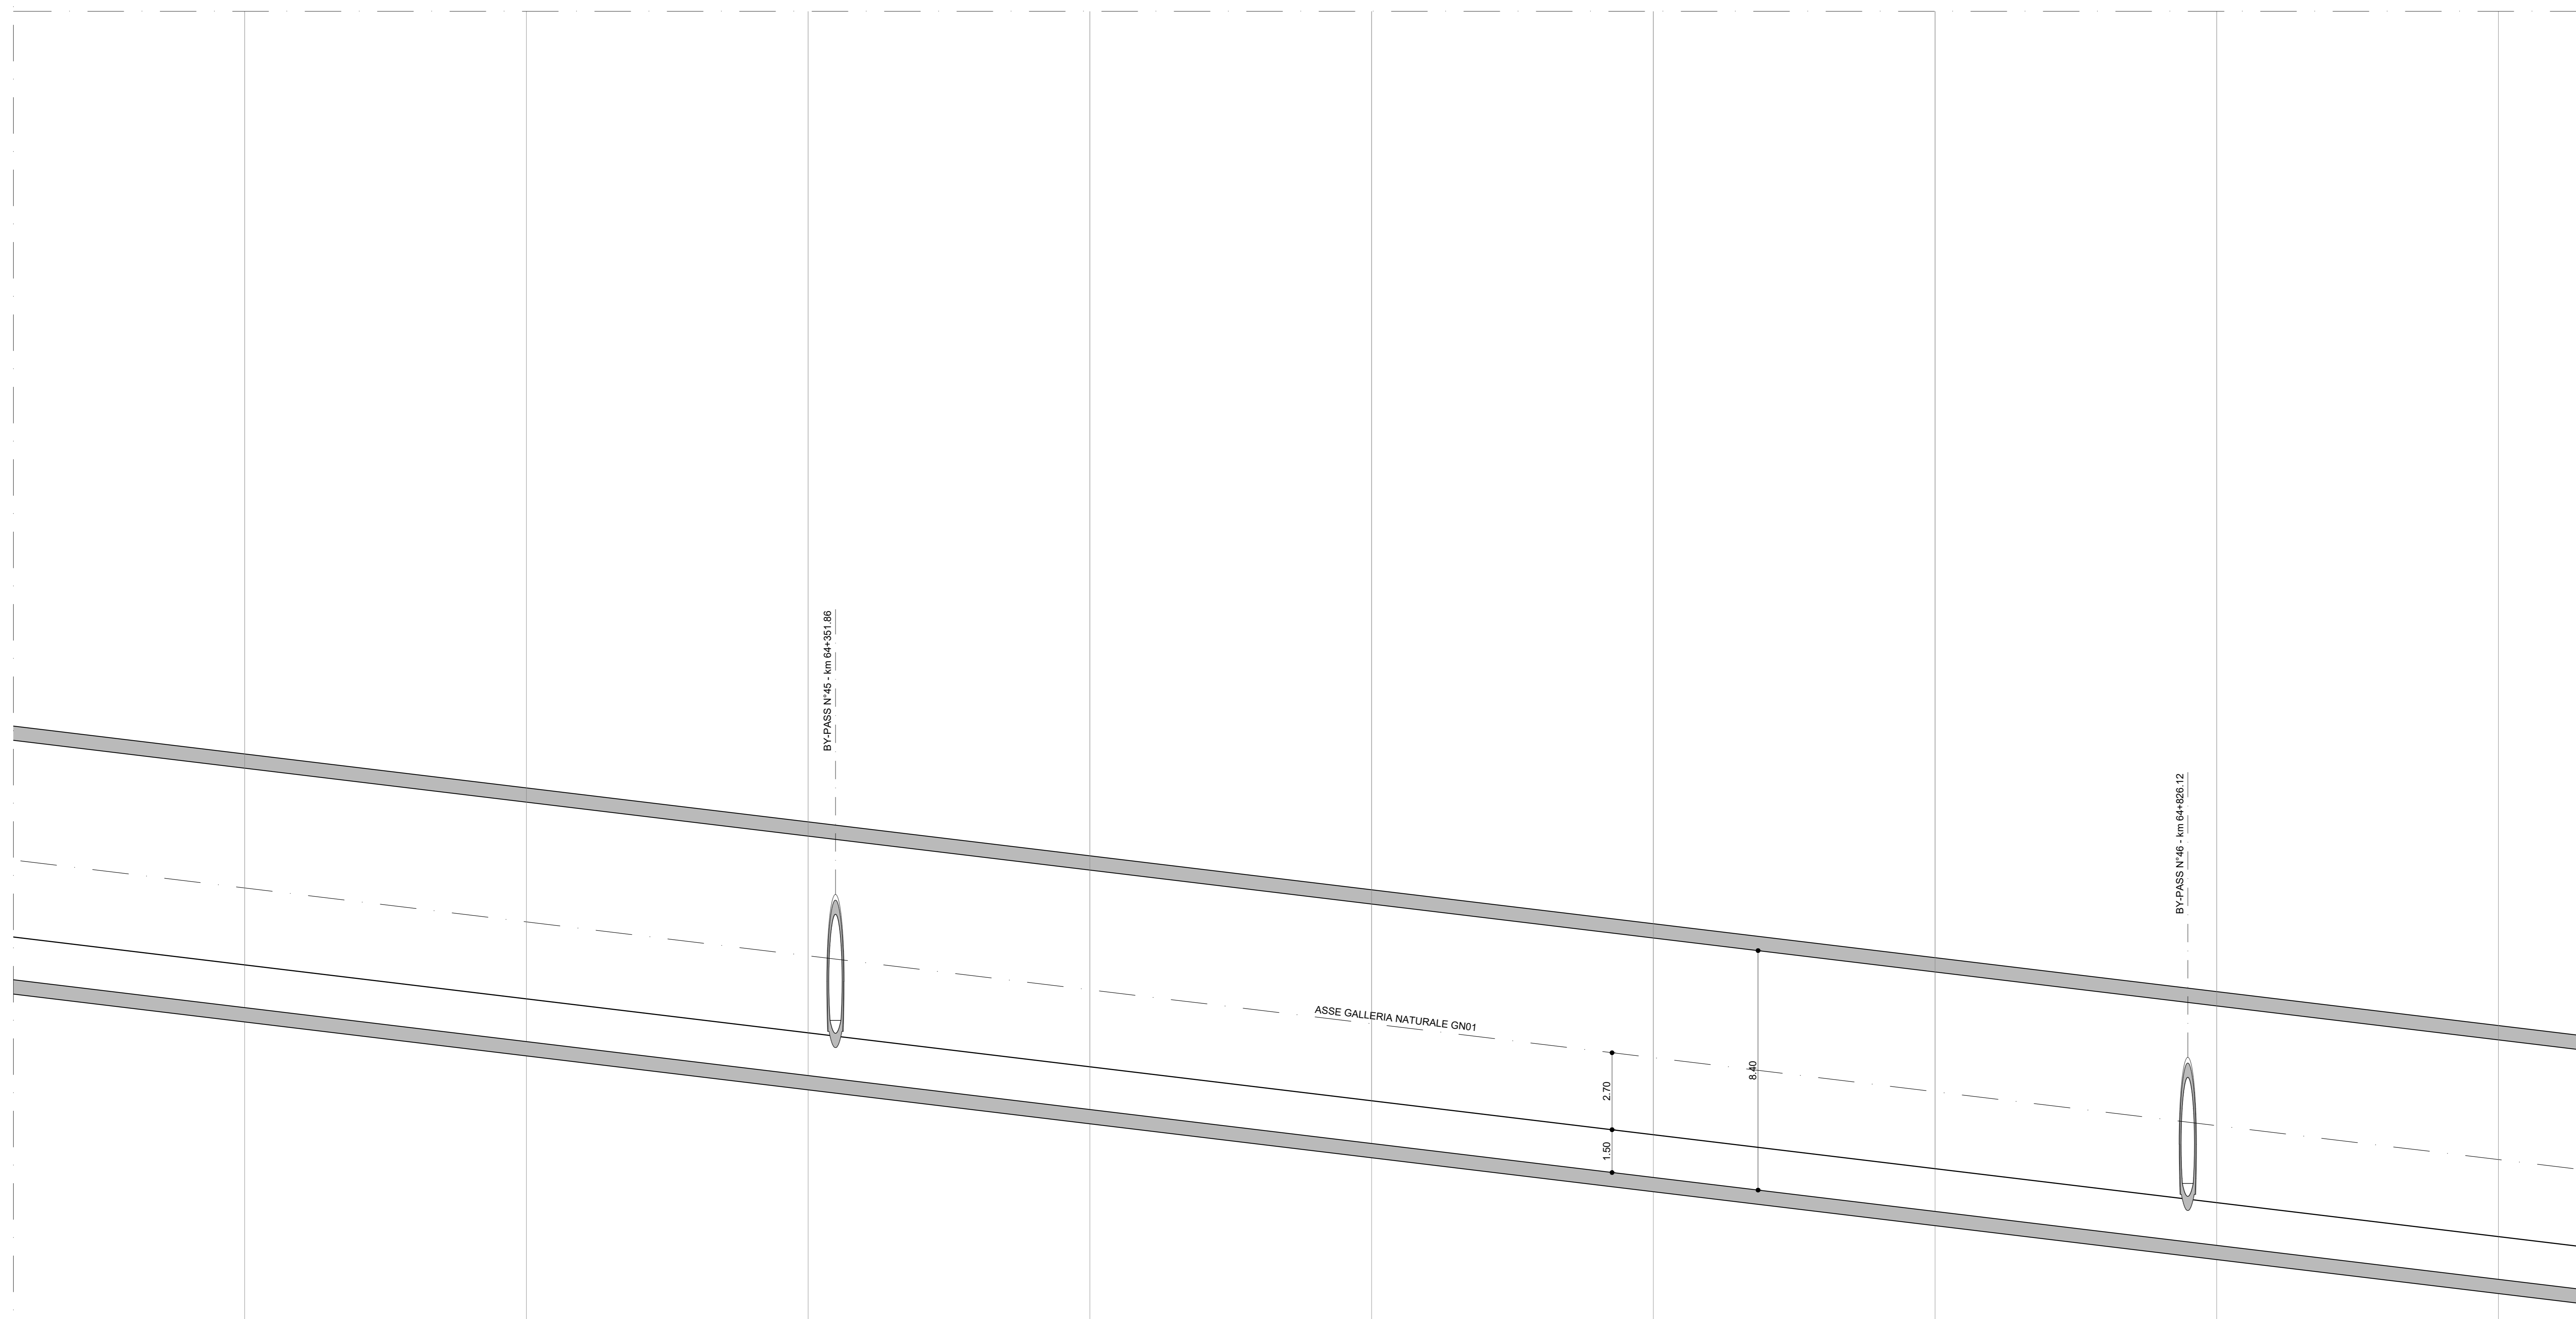 BY-PASS N°45 - km 64+351.86
BY-PASS N°46 - km 64+826.12
ASSE GALLERIA NATURALE GN01
2.70
1.50
8.40